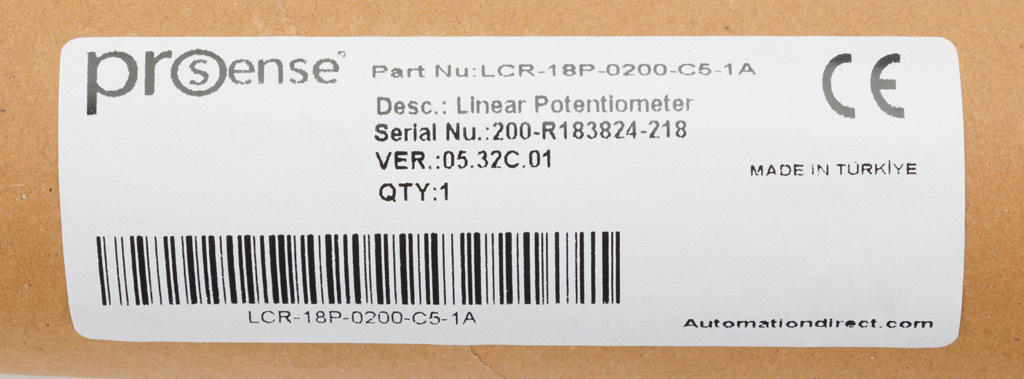 prosense®
Part Nu:LCR-18P-0200-C5-1A
Desc.: Linear Potentiometer
Serial Nu.:200-R183824-218
VER.:05.32C.01
QTY:1
CE
MADE IN TÜRKİYE
LCR-18P-0200-C5-1A
Automationdirect.com